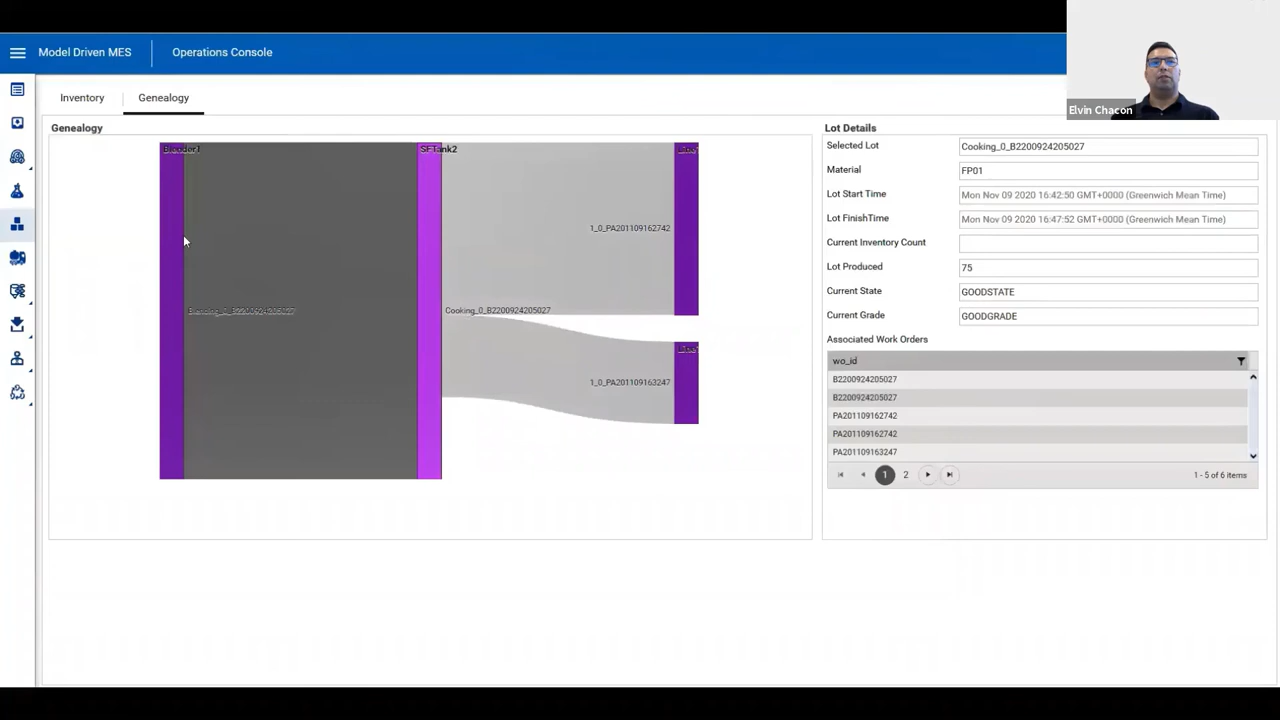 Model Driven MES
Operations Console
Elvin Chacon
Inventory
Genealogy
Genealogy
Blender1
SFTank2
1_0_PA201109162742
Blending_0_B2200924205027
Cooking_0_B2200924205027
1_0_PA201109163247
Lot Details
Selected Lot
Cooking_0_B2200924205027
Material
FP01
Lot Start Time
Mon Nov 09 2020 16:42:50 GMT+0000 (Greenwich Mean Time)
Lot FinishTime
Mon Nov 09 2020 16:47:52 GMT+0000 (Greenwich Mean Time)
Current Inventory Count
Lot Produced
75
Current State
GOODSTATE
Current Grade
GOODGRADE
Associated Work Orders
wo_id
B2200924205027
B2200924205027
PA201109162742
PA201109162742
PA201109163247
1 2
1 - 5 of 6 items